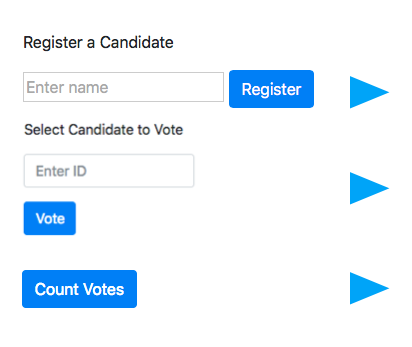 Register a Candidate
Enter name
Register
Select Candidate to Vote
Enter ID
Vote
Count Votes